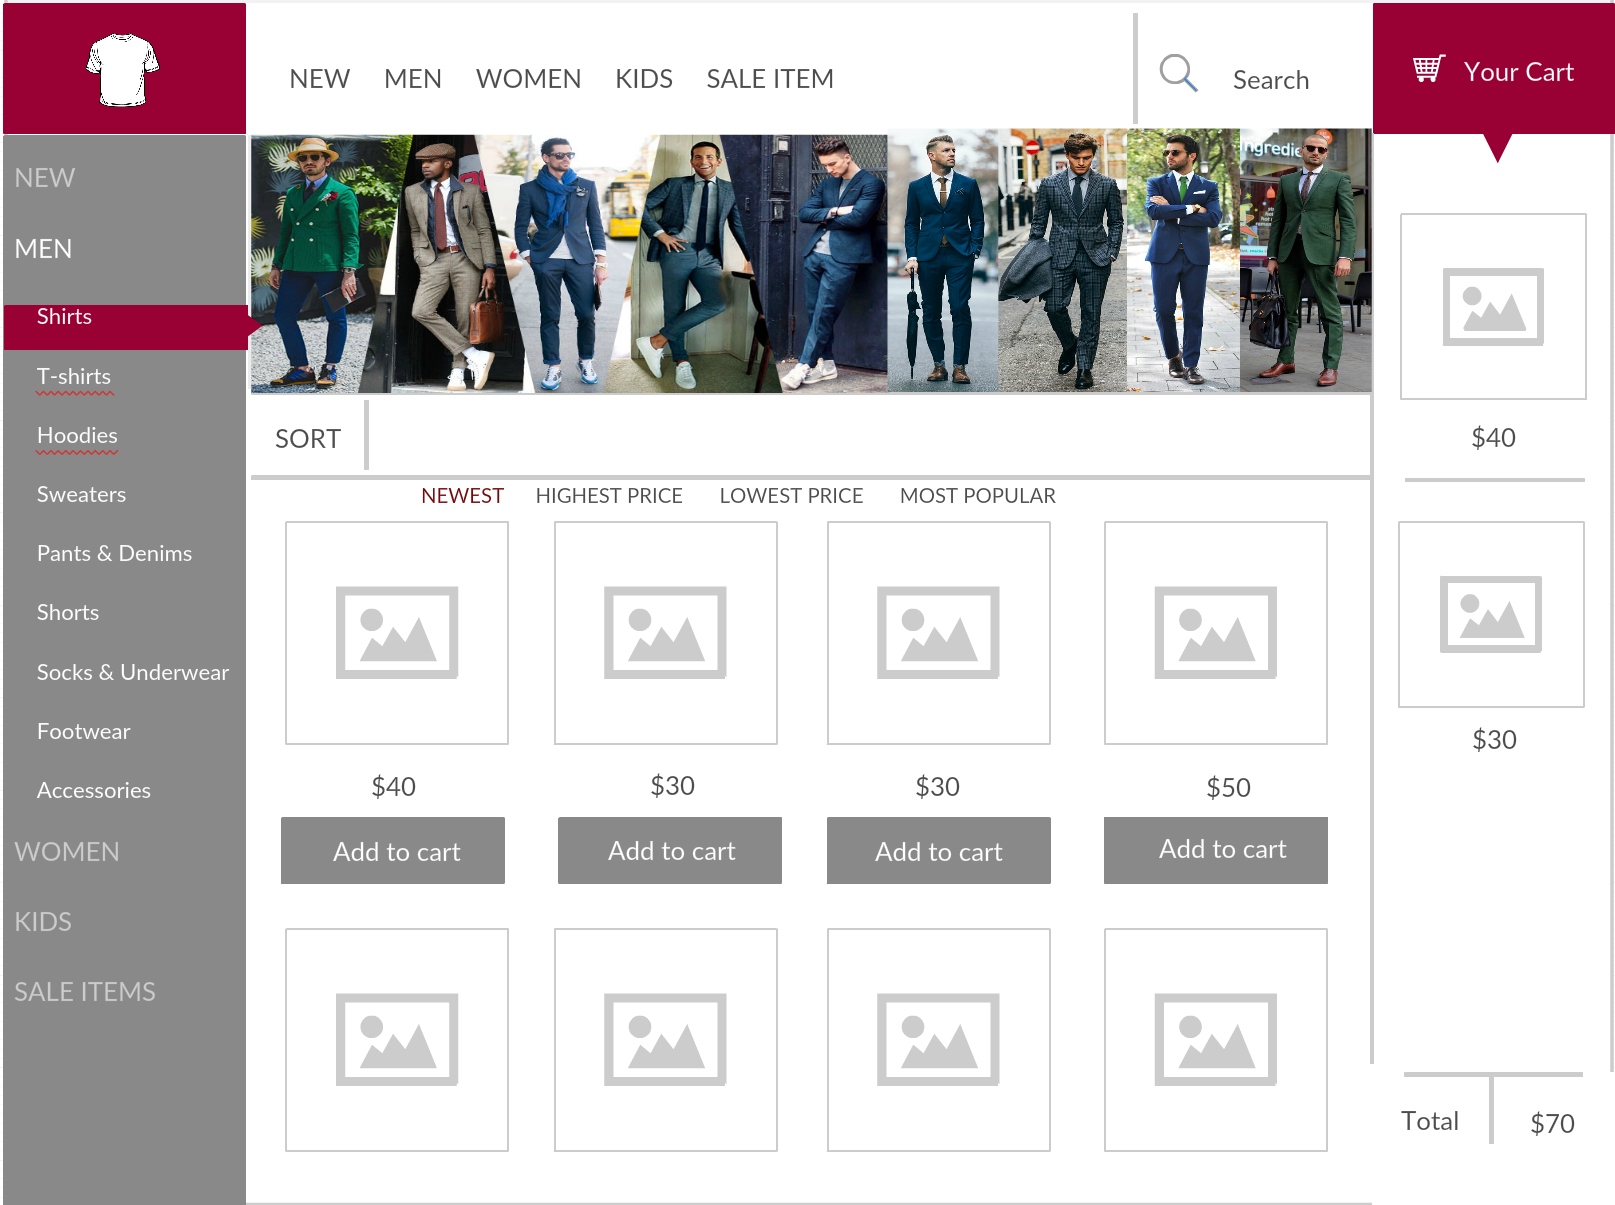 NEW MEN WOMEN KIDS SALE ITEM
Search
Your Cart
NEW
MEN
Shirts
T-shirts
Hoodies
Sweaters
Pants & Denims
Shorts
Socks & Underwear
Footwear
Accessories
WOMEN
KIDS
SALE ITEMS
ngredie
SORT
NEWEST HIGHEST PRICE LOWEST PRICE MOST POPULAR
$40 $30 $30 $50
Add to cart Add to cart Add to cart Add to cart
$40
$30
Total $70